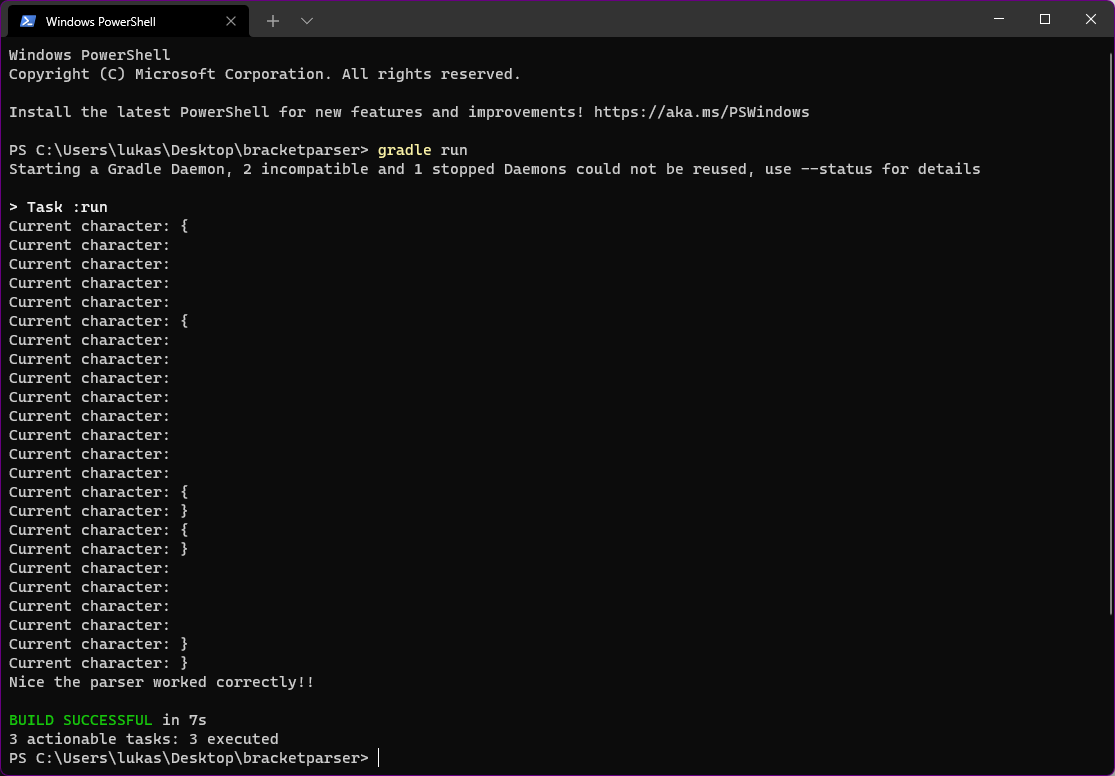 Windows PowerShell
Windows PowerShell
Copyright (C) Microsoft Corporation. All rights reserved.
Install the latest PowerShell for new features and improvements! https://aka.ms/PSWindows
PS C:\Users\lukas\Desktop\bracketparser> gradle run
Starting a Gradle Daemon, 2 incompatible and 1 stopped Daemons could not be reused, use --status for details
> Task :run
Current character: {
Current character:
Current character:
Current character:
Current character:
Current character: {
Current character:
Current character:
Current character:
Current character:
Current character:
Current character:
Current character:
Current character:
Current character: {
Current character: }
Current character: {
Current character: }
Current character:
Current character:
Current character:
Current character:
Current character: }
Current character: }
Nice the parser worked correctly!!
BUILD SUCCESSFUL in 7s
3 actionable tasks: 3 executed
PS C:\Users\lukas\Desktop\bracketparser>